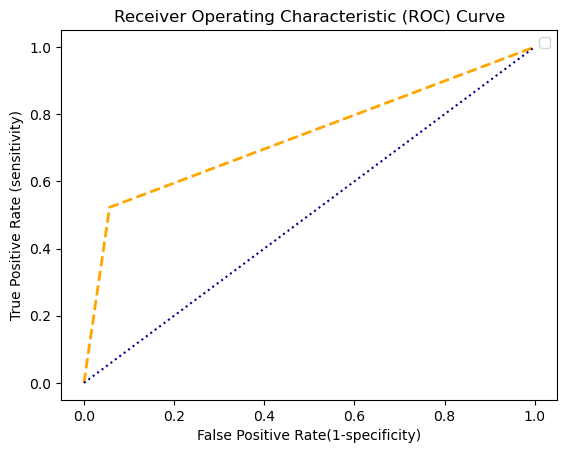 Receiver Operating Characteristic (ROC) Curve
1.0
0.8
0.6
0.4
0.2
0.0
True Positive Rate (sensitivity)
0.0 0.2 0.4 0.6 0.8 1.0
False Positive Rate(1-specificity)